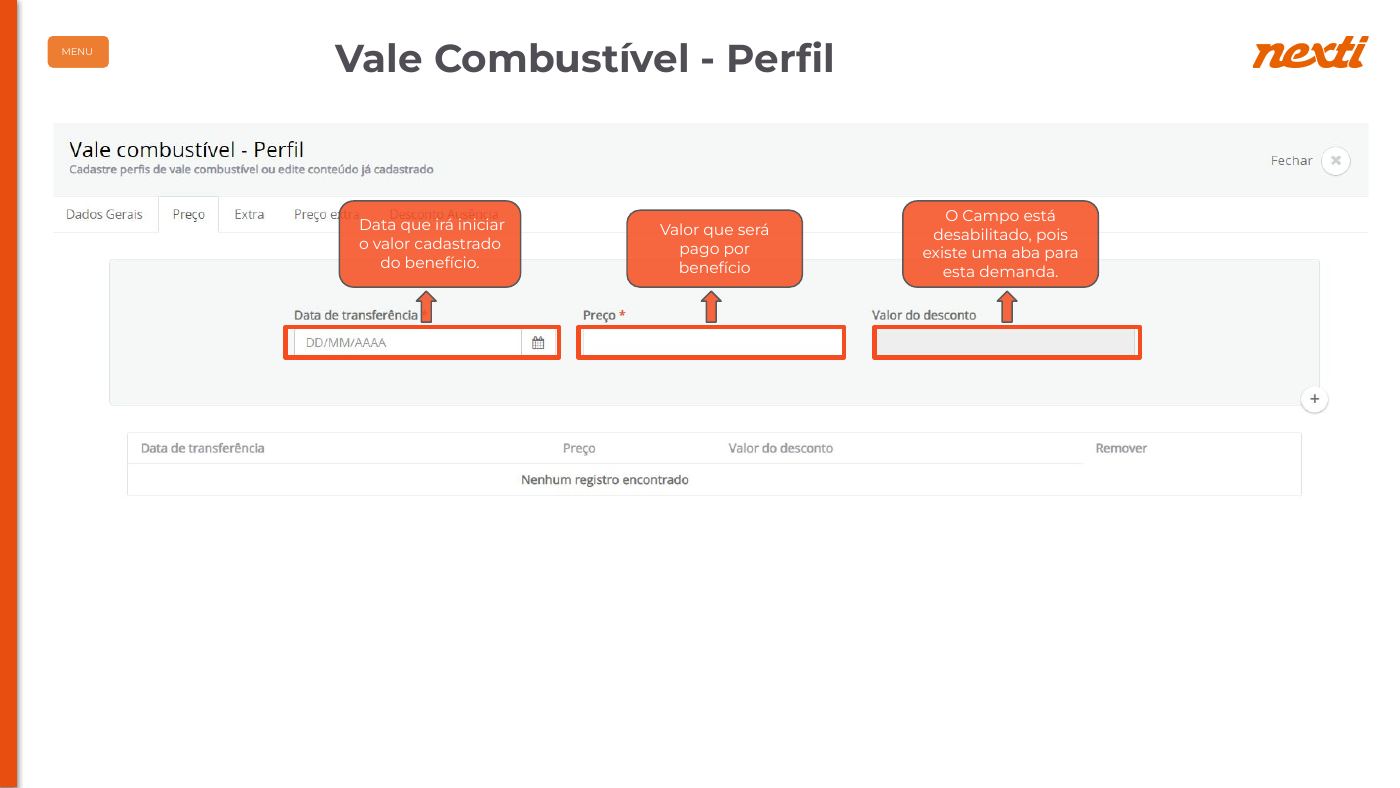 MENU
Vale Combustível - Perfil
nexti
Vale combustível - Perfil
Cadastre perfis de vale combustível ou edite conteúdo já cadastrado
Fechar
Dados Gerais
Preço
Extra
Preço extra
Desconto Ausência
Data que irá iniciar
o valor cadastrado
do benefício.
Valor que será
pago por
benefício
O Campo está
desabilitado, pois
existe uma aba para
esta demanda.
Data de transferência *
Preço *
Valor do desconto
DD/MM/AAAA
+
Data de transferência
Preço
Valor do desconto
Remover
Nenhum registro encontrado